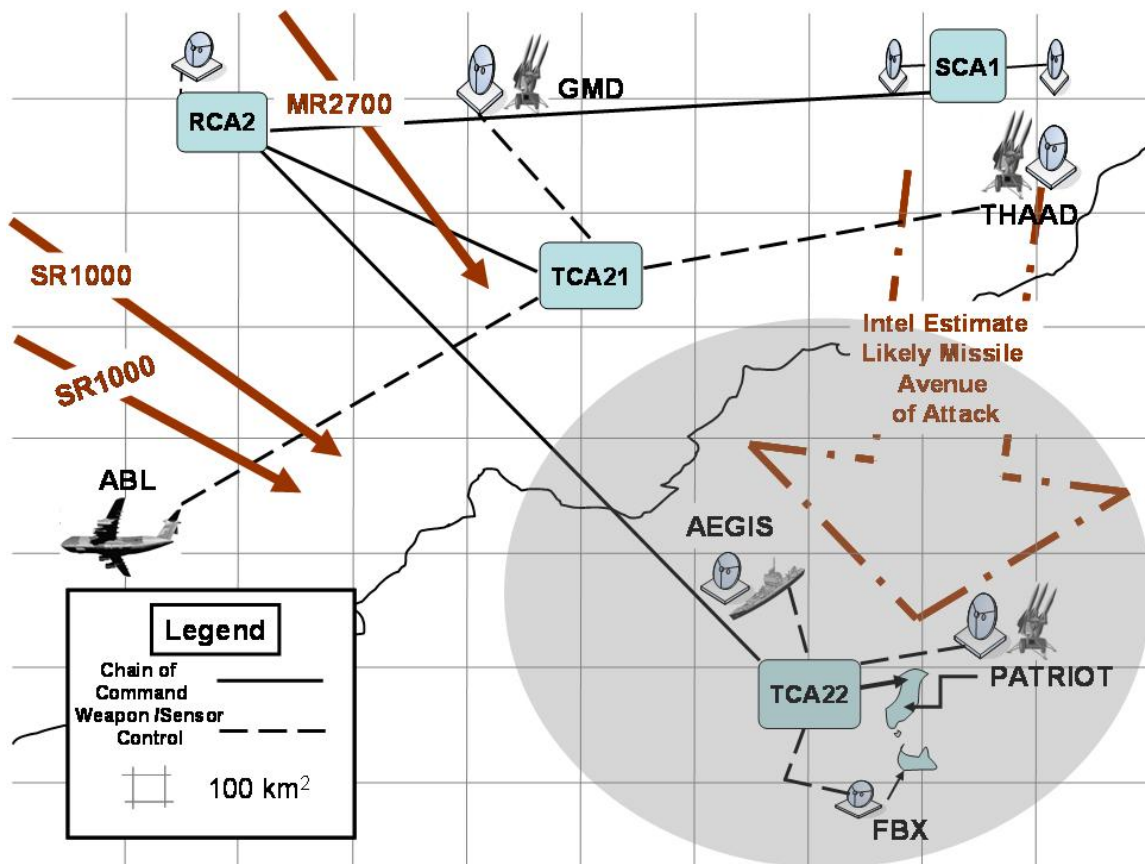 SCA1
GMD
MR2700
RCA2
THAAD
TCA21
SR1000
SR1000
Intel Estimate
Likely Missile
Avenue
of Attack
ABL
AEGIS
PATRIOT
TCA22
FBX
Legend
Chain of
Command
Weapon /Sensor
Control
100 km²